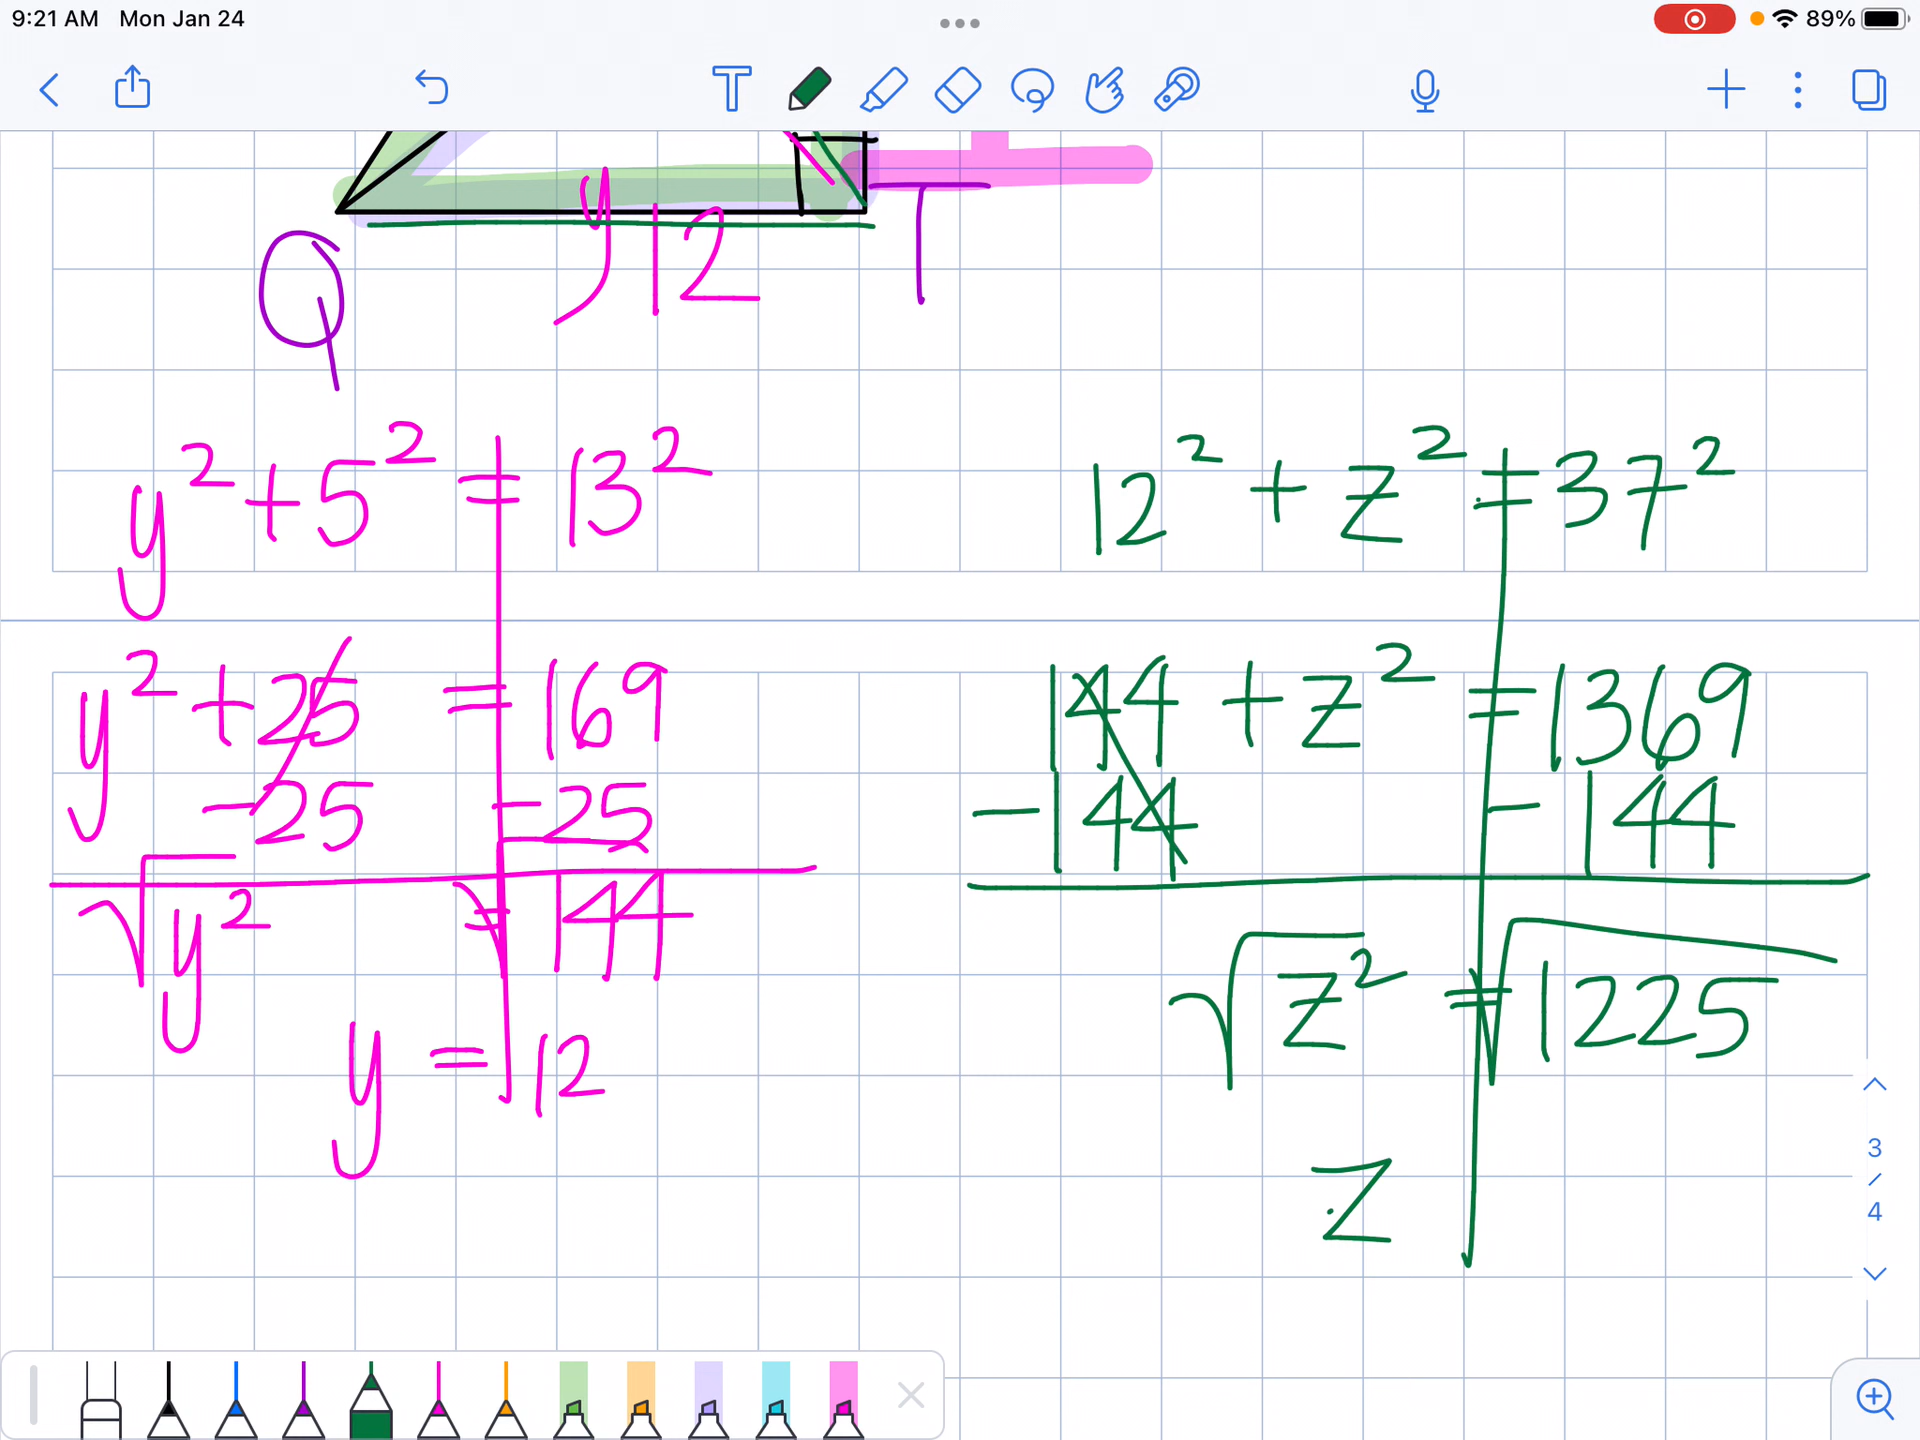 9:21 AM Mon Jan 24
89%
T
Q
y 12
T
y² + 5² = 13²
12² + z² = 37²
y² + 25 = 169
144 + z² = 1369
- 25 - 25
- 144 - 144
√y² = √144
√z² = √1225
y = 12
z
3
/
4